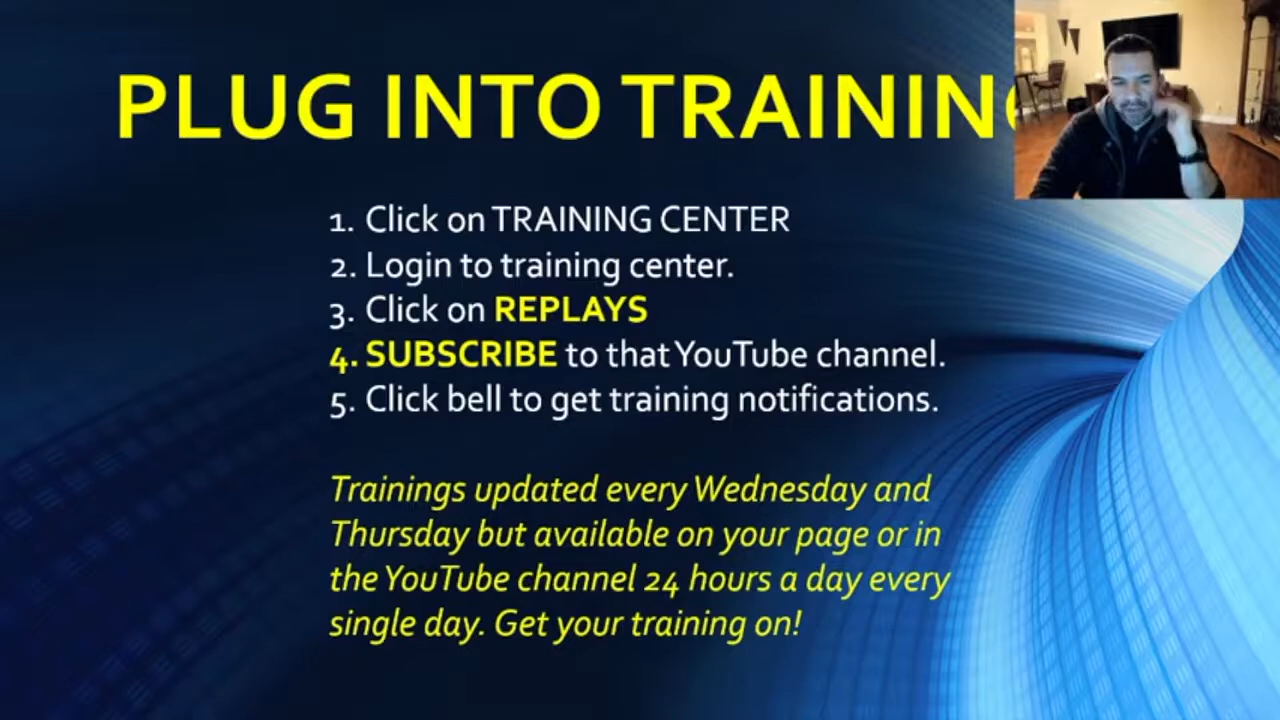 PLUG INTO TRAINING
1. Click on TRAINING CENTER
2. Login to training center.
3. Click on REPLAYS
4. SUBSCRIBE to that YouTube channel.
5. Click bell to get training notifications.
Trainings updated every Wednesday and
Thursday but available on your page or in
the YouTube channel 24 hours a day every
single day. Get your training on!